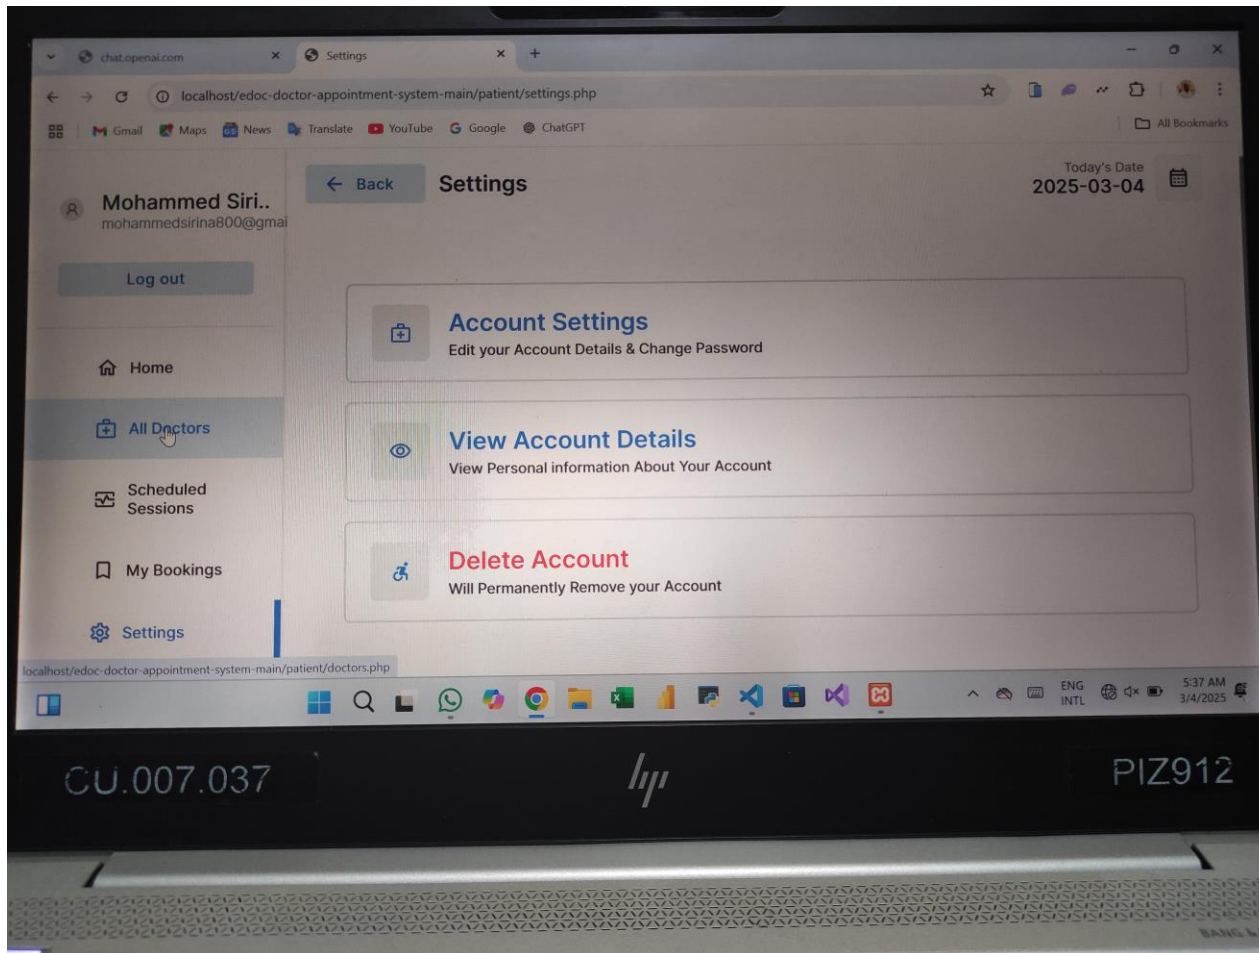 chat.openai.com
Settings
localhost/edoc-doctor-appointment-system-main/patient/settings.php
Gmail Maps News Translate YouTube Google ChatGPT
All Bookmarks
Mohammed Siri..
mohammedsirina800@gmai
Log out
Home
All Doctors
Scheduled
Sessions
My Bookings
Settings
Back
Settings
Today's Date
2025-03-04
Account Settings
Edit your Account Details & Change Password
View Account Details
View Personal information About Your Account
Delete Account
Will Permanently Remove your Account
localhost/edoc-doctor-appointment-system-main/patient/doctors.php
ENG
INTL
5:37 AM
3/4/2025
CU.007.037
hp
PIZ912
BANG &